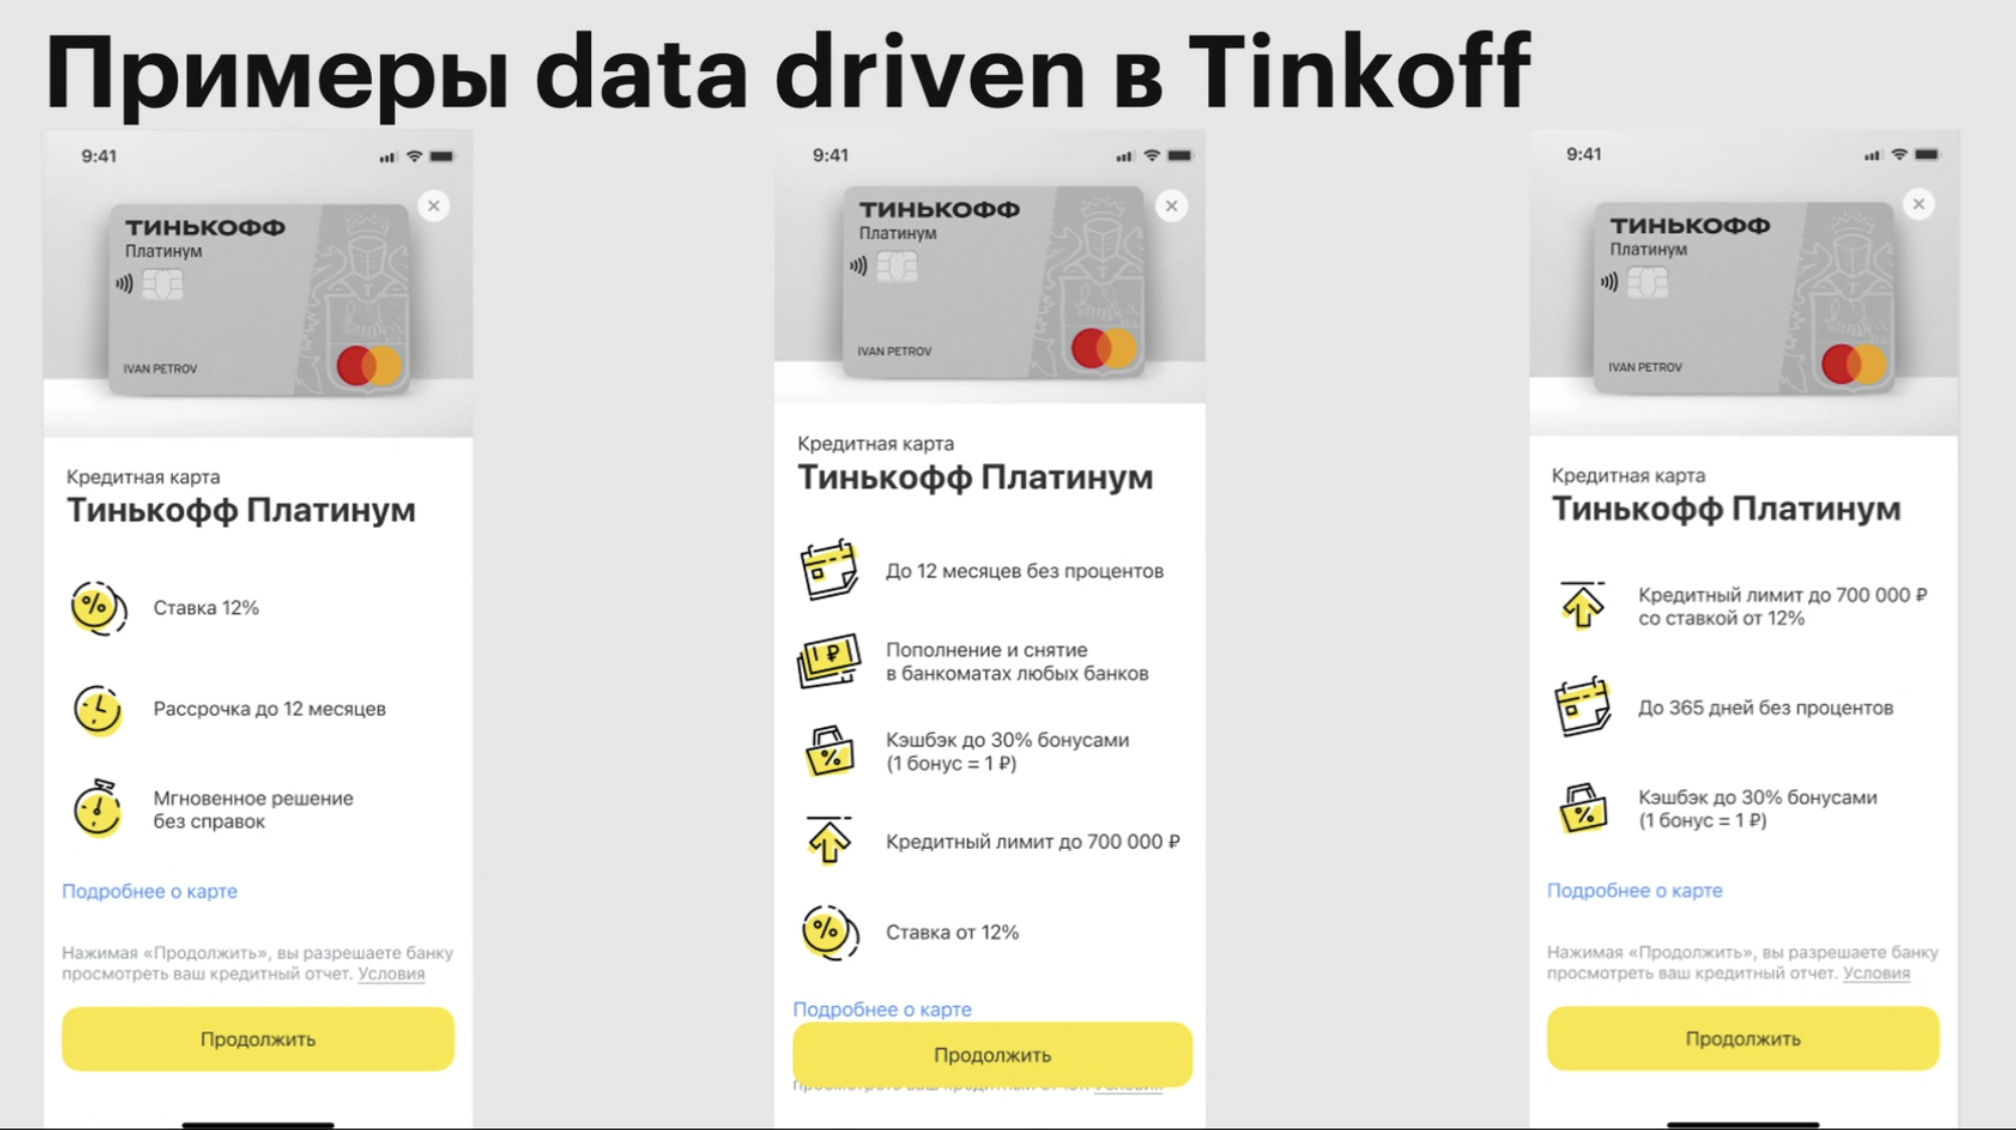 Примеры data driven в Tinkoff
9:41
ТИНЬКОФФ
Платинум
IVAN PETROV
Кредитная карта
Тинькофф Платинум
Ставка 12%
Рассрочка до 12 месяцев
Мгновенное решение
без справок
Подробнее о карте
Нажимая «Продолжить», вы разрешаете банку
просмотреть ваш кредитный отчет. Условия
Продолжить
9:41
ТИНЬКОФФ
Платинум
IVAN PETROV
Кредитная карта
Тинькофф Платинум
До 12 месяцев без процентов
Пополнение и снятие
в банкоматах любых банков
Кэшбэк до 30% бонусами
(1 бонус = 1 ₽)
Кредитный лимит до 700 000 ₽
Ставка от 12%
Подробнее о карте
Продолжить
просмотреть ваш кредитный отчет. Условия
9:41
ТИНЬКОФФ
Платинум
IVAN PETROV
Кредитная карта
Тинькофф Платинум
Кредитный лимит до 700 000 ₽
со ставкой от 12%
До 365 дней без процентов
Кэшбэк до 30% бонусами
(1 бонус = 1 ₽)
Подробнее о карте
Нажимая «Продолжить», вы разрешаете банку
просмотреть ваш кредитный отчет. Условия
Продолжить